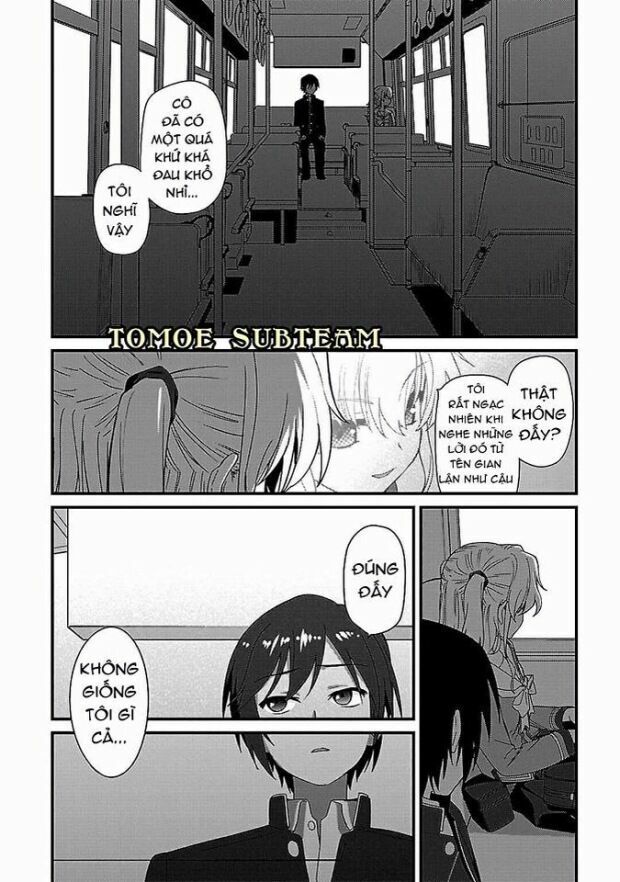 CÔ
ĐÃ CÓ
MỘT QUÁ
KHỨ KHÁ
ĐAU KHỔ
NHỈ...
TÔI
NGHĨ
VẬY
TOMOE SUBTEAM
THẬT
KHÔNG
ĐẤY?
TÔI
RẤT NGẠC
NHIÊN KHI
NGHE NHỮNG
LỜI ĐÓ TỪ
TÊN GIAN
LẬN NHƯ CẬU
ĐÚNG
ĐẤY
KHÔNG
GIỐNG
TÔI GÌ
CẢ...